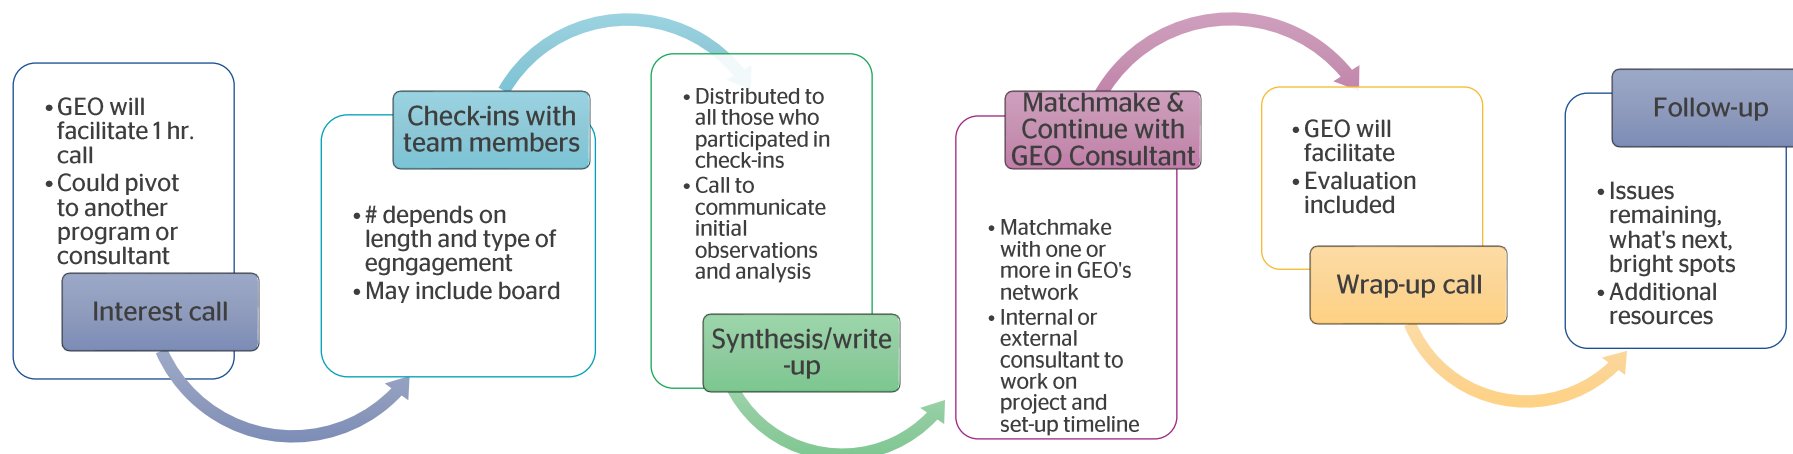 • GEO will
facilitate 1 hr.
call
• Could pivot
to another
program or
consultant
Interest call
Check-ins with
team members
• # depends on
length and type of
egngagement
• May include board
• Distributed to
all those who
participated in
check-ins
• Call to
communicate
initial
observations
and analysis
Synthesis/write
-up
Matchmake &
Continue with
GEO Consultant
• Matchmake
with one or
more in GEO's
network
• Internal or
external
consultant to
work on
project and
set-up timeline
• GEO will
facilitate
• Evaluation
included
Wrap-up call
Follow-up
• Issues
remaining,
what's next,
bright spots
• Additional
resources